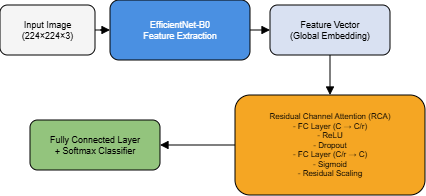 Input Image
(224×224×3)
EfficientNet-B0
Feature Extraction
Feature Vector
(Global Embedding)
Residual Channel Attention (RCA)
- FC Layer (C → C/r)
- ReLU
- Dropout
- FC Layer (C/r → C)
- Sigmoid
- Residual Scaling
Fully Connected Layer
+ Softmax Classifier